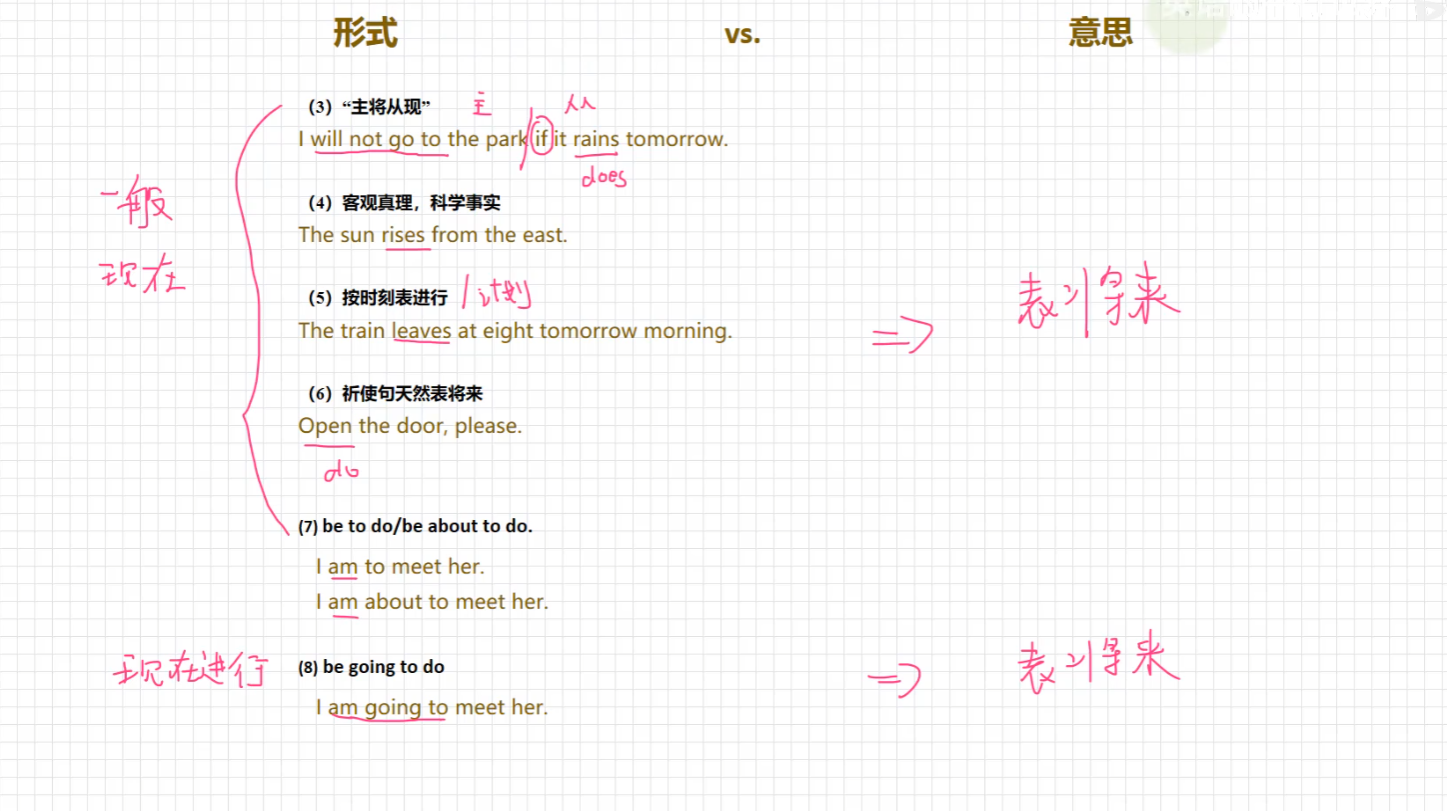 形式 vs. 意思
（3）“主将从现” 主 从
I will not go to the park/if it rains tomorrow.
does
一般
（4）客观真理，科学事实
The sun rises from the east.
现在
（5）按时刻表进行 /计划
表将来
The train leaves at eight tomorrow morning. ⇒
（6）祈使句天然表将来
Open the door, please.
do
(7) be to do/be about to do.
I am to meet her.
I am about to meet her.
现在进行 (8) be going to do ⇒ 表将来
I am going to meet her.